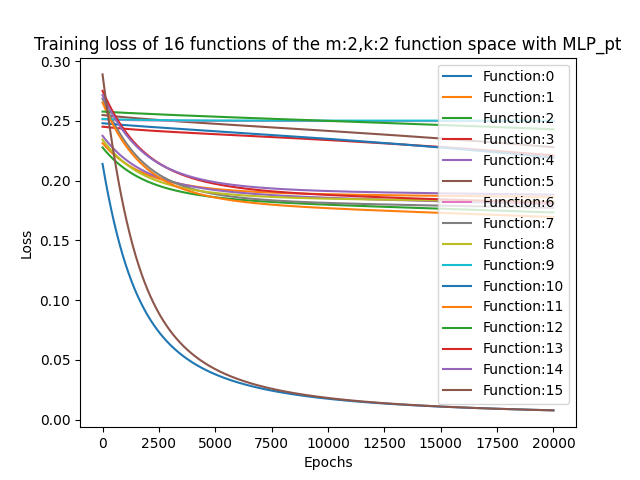 Training loss of 16 functions of the m:2,k:2 function space with MLP_pt
0.30
0.25
0.20
0.15
0.10
0.05
0.00
Loss
0 2500 5000 7500 10000 12500 15000 17500 20000
Epochs
Function:0
Function:1
Function:2
Function:3
Function:4
Function:5
Function:6
Function:7
Function:8
Function:9
Function:10
Function:11
Function:12
Function:13
Function:14
Function:15